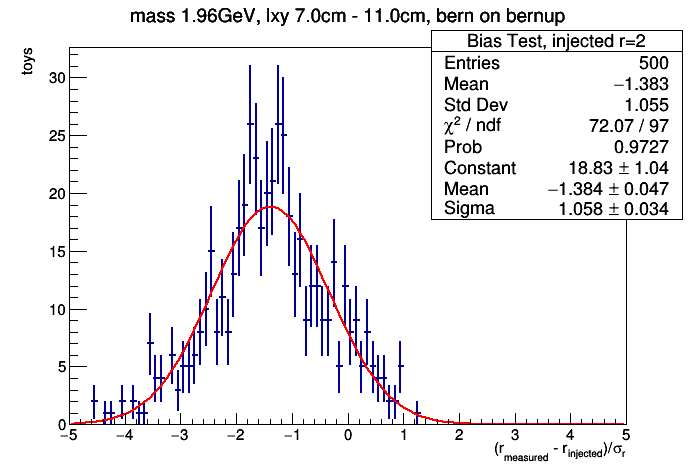 mass 1.96GeV, lxy 7.0cm - 11.0cm, bern on bernup
Bias Test, injected r=2
Entries 500
Mean −1.383
Std Dev 1.055
χ² / ndf 72.07 / 97
Prob 0.9727
Constant 18.83 ± 1.04
Mean −1.384 ± 0.047
Sigma 1.058 ± 0.034
toys
30
25
20
15
10
5
0
−5 −4 −3 −2 −1 0 1 2 3 4 5
(r_measured - r_injected)/σ_r